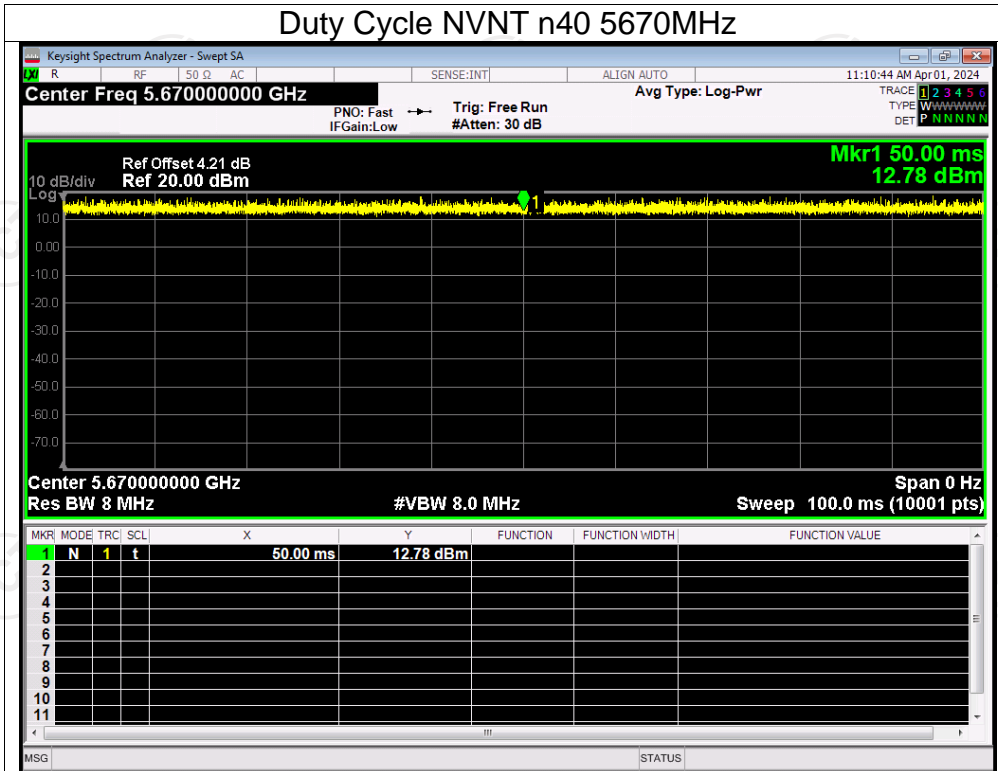 Duty Cycle NVNT n40 5670MHz
Keysight Spectrum Analyzer - Swept SA
LXI R RF 50 Ω AC SENSE:INT ALIGN AUTO 11:10:44 AM Apr 01, 2024
Center Freq 5.670000000 GHz Avg Type: Log-Pwr TRACE 1 2 3 4 5 6
PNO: Fast Trig: Free Run TYPE WWWWWW
IFGain:Low #Atten: 30 dB DET P N N N N N
Mkr1 50.00 ms
Ref Offset 4.21 dB
10 dB/div Ref 20.00 dBm 12.78 dBm
Log
1
10.0
0.00
-10.0
-20.0
-30.0
-40.0
-50.0
-60.0
-70.0
Center 5.670000000 GHz Span 0 Hz
Res BW 8 MHz #VBW 8.0 MHz Sweep 100.0 ms (10001 pts)
MKR MODE TRC SCL X Y FUNCTION FUNCTION WIDTH FUNCTION VALUE
1 N 1 t 50.00 ms 12.78 dBm
2
3
4
5
6
7
8
9
10
11
MSG STATUS